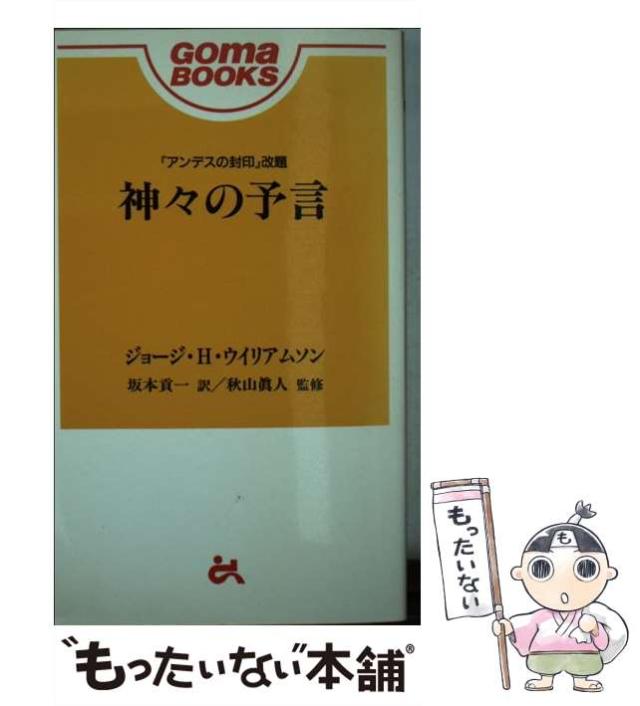 Goma
BOOKS
「アンデスの封印」改題
神々の予言
ジョージ・H・ウイリアムソン
坂本貢一 訳／秋山眞人 監修
“もったいない”本舗®
もったいない
も